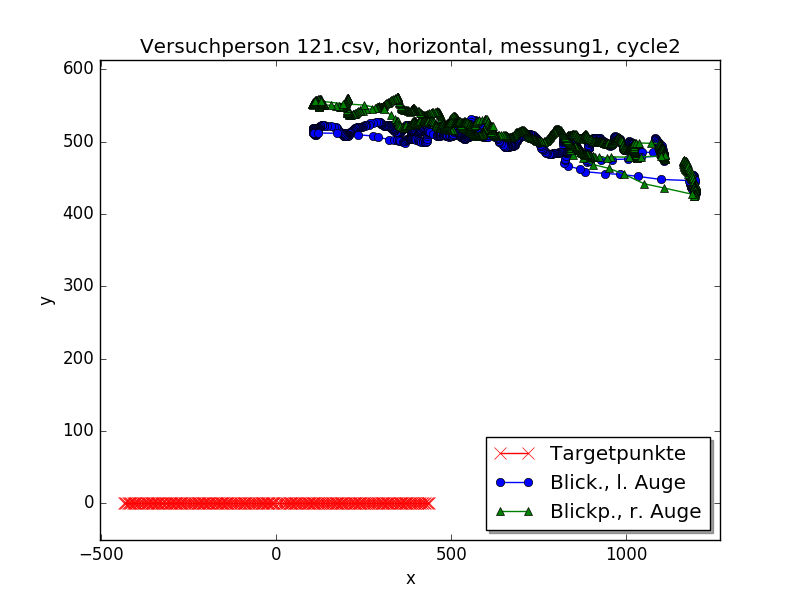 Versuchperson 121.csv, horizontal, messung1, cycle2
600
500
400
300
200
100
0
y
−500 0 500 1000
x
Targetpunkte
Blick., l. Auge
Blickp., r. Auge